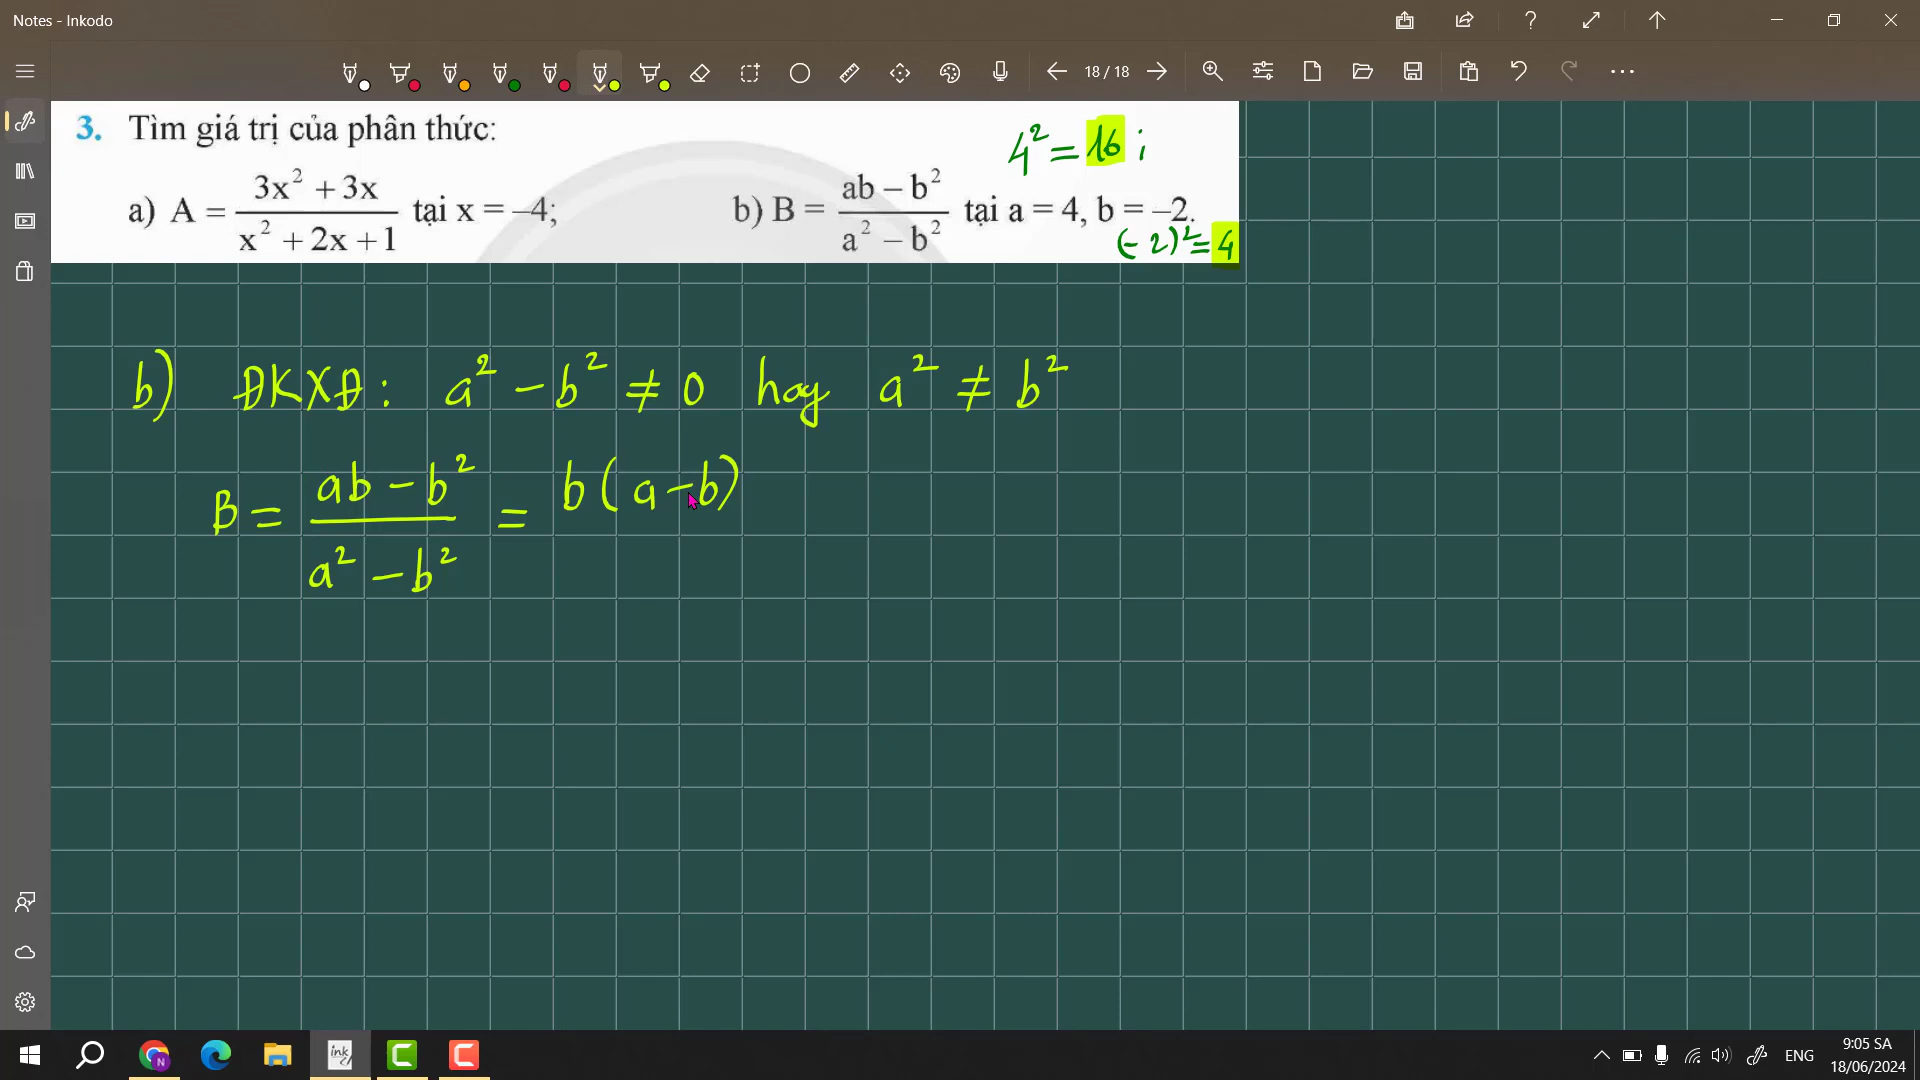 Notes - Inkodo
18 / 18
3. Tìm giá trị của phân thức:
4² = 16 ;
a) A = (3x² + 3x)/(x² + 2x + 1) tại x = –4;
b) B = (ab – b²)/(a² – b²) tại a = 4, b = –2.
(-2)² = 4
b) ĐKXĐ: a² - b² ≠ 0 hay a² ≠ b²
B = (ab - b²)/(a² - b²) = b(a-b)
ink
ENG
9:05 SA
18/06/2024